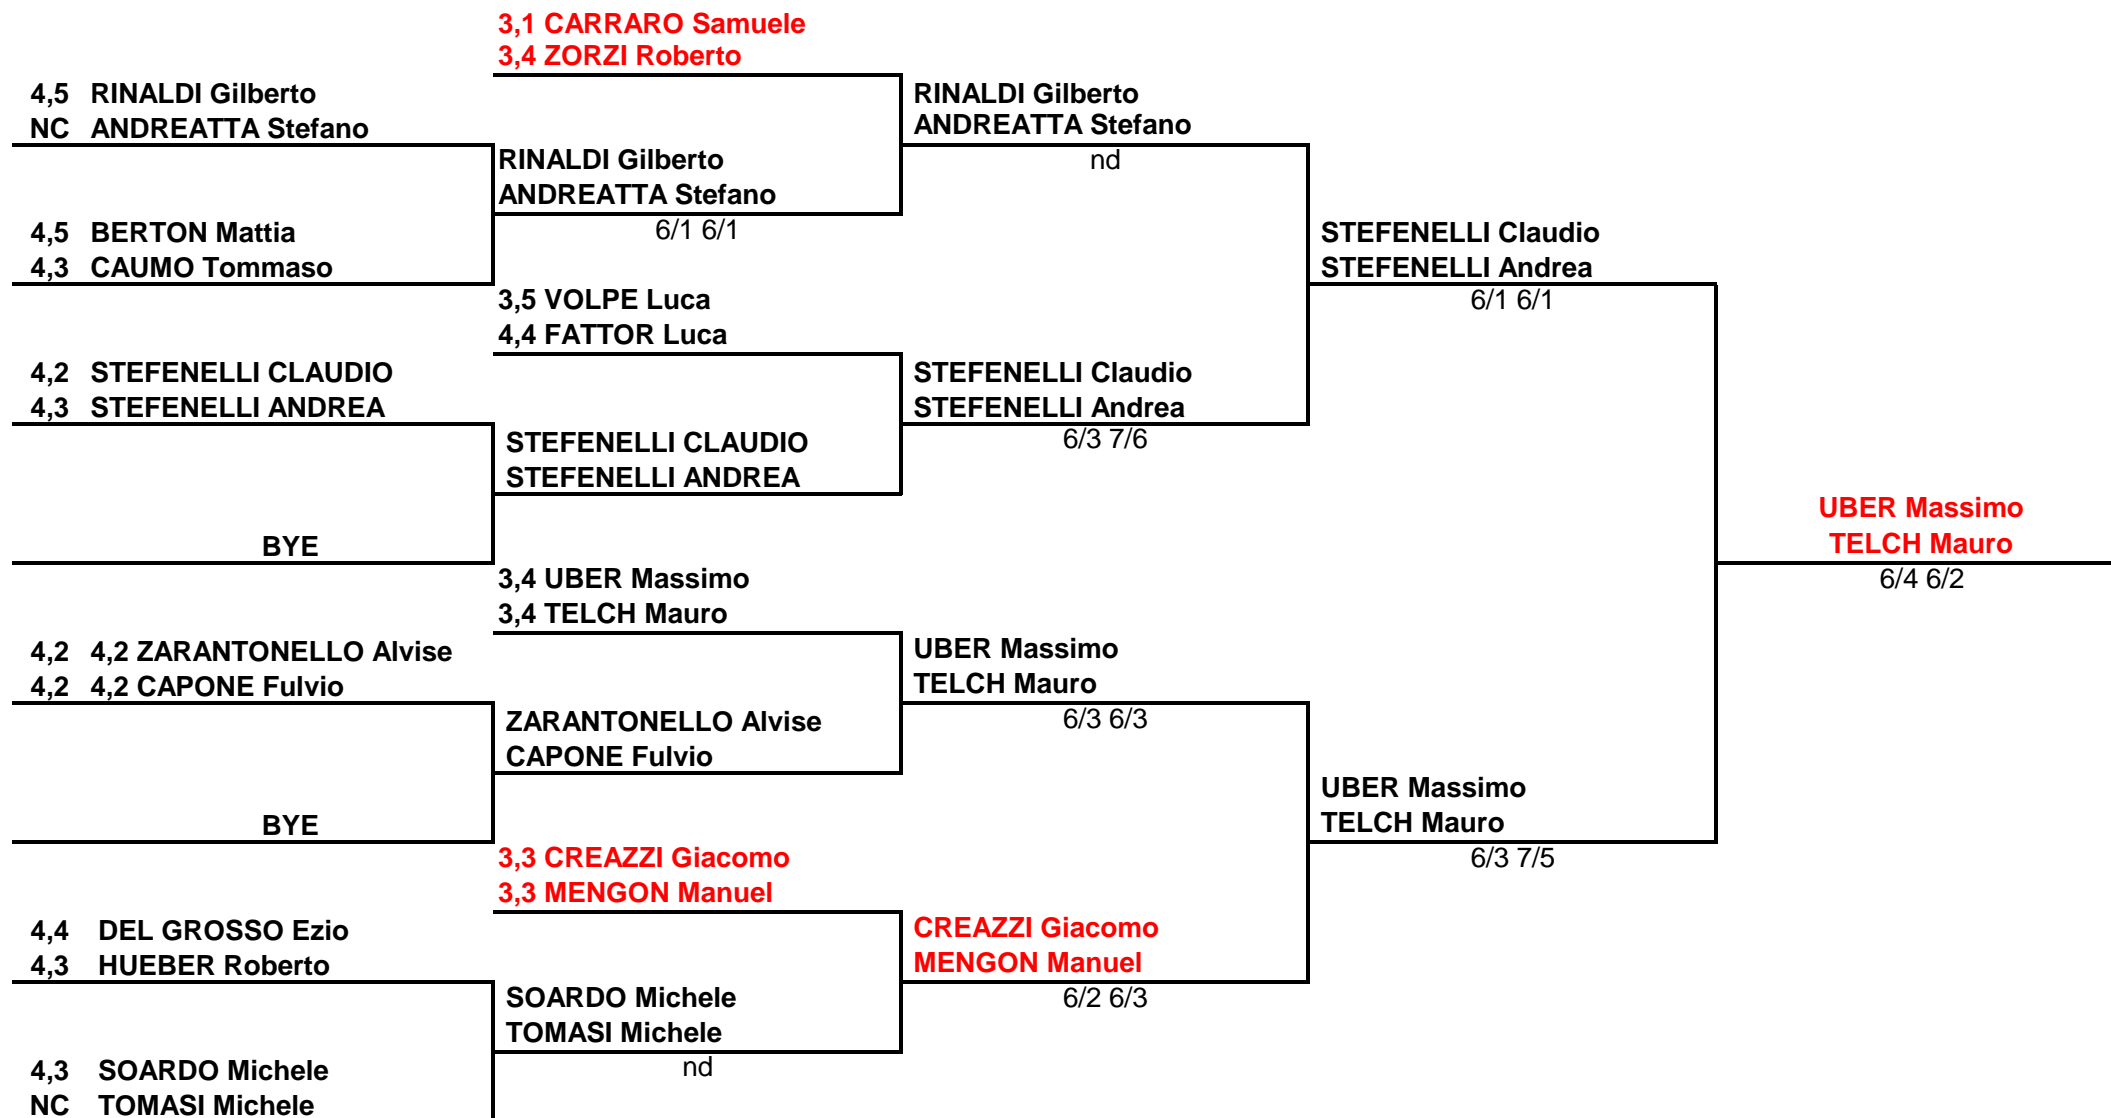 3,1 CARRARO Samuele
3,4 ZORZI Roberto
4,5 RINALDI Gilberto
NC ANDREATTA Stefano
RINALDI Gilberto
ANDREATTA Stefano
nd
RINALDI Gilberto
ANDREATTA Stefano
6/1 6/1
4,5 BERTON Mattia
4,3 CAUMO Tommaso
STEFENELLI Claudio
STEFENELLI Andrea
6/1 6/1
3,5 VOLPE Luca
4,4 FATTOR Luca
4,2 STEFENELLI CLAUDIO
4,3 STEFENELLI ANDREA
STEFENELLI Claudio
STEFENELLI Andrea
6/3 7/6
STEFENELLI CLAUDIO
STEFENELLI ANDREA
UBER Massimo
TELCH Mauro
6/4 6/2
BYE
3,4 UBER Massimo
3,4 TELCH Mauro
4,2 4,2 ZARANTONELLO Alvise
4,2 4,2 CAPONE Fulvio
UBER Massimo
TELCH Mauro
6/3 6/3
ZARANTONELLO Alvise
CAPONE Fulvio
UBER Massimo
TELCH Mauro
6/3 7/5
BYE
3,3 CREAZZI Giacomo
3,3 MENGON Manuel
4,4 DEL GROSSO Ezio
4,3 HUEBER Roberto
CREAZZI Giacomo
MENGON Manuel
6/2 6/3
SOARDO Michele
TOMASI Michele
nd
4,3 SOARDO Michele
NC TOMASI Michele